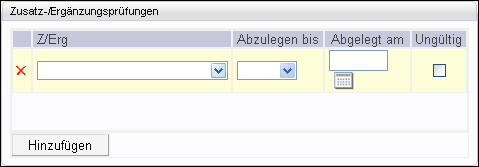 Zusatz-/Ergänzungsprüfungen
Z/Erg Abzulegen bis Abgelegt am Ungültig
Hinzufügen